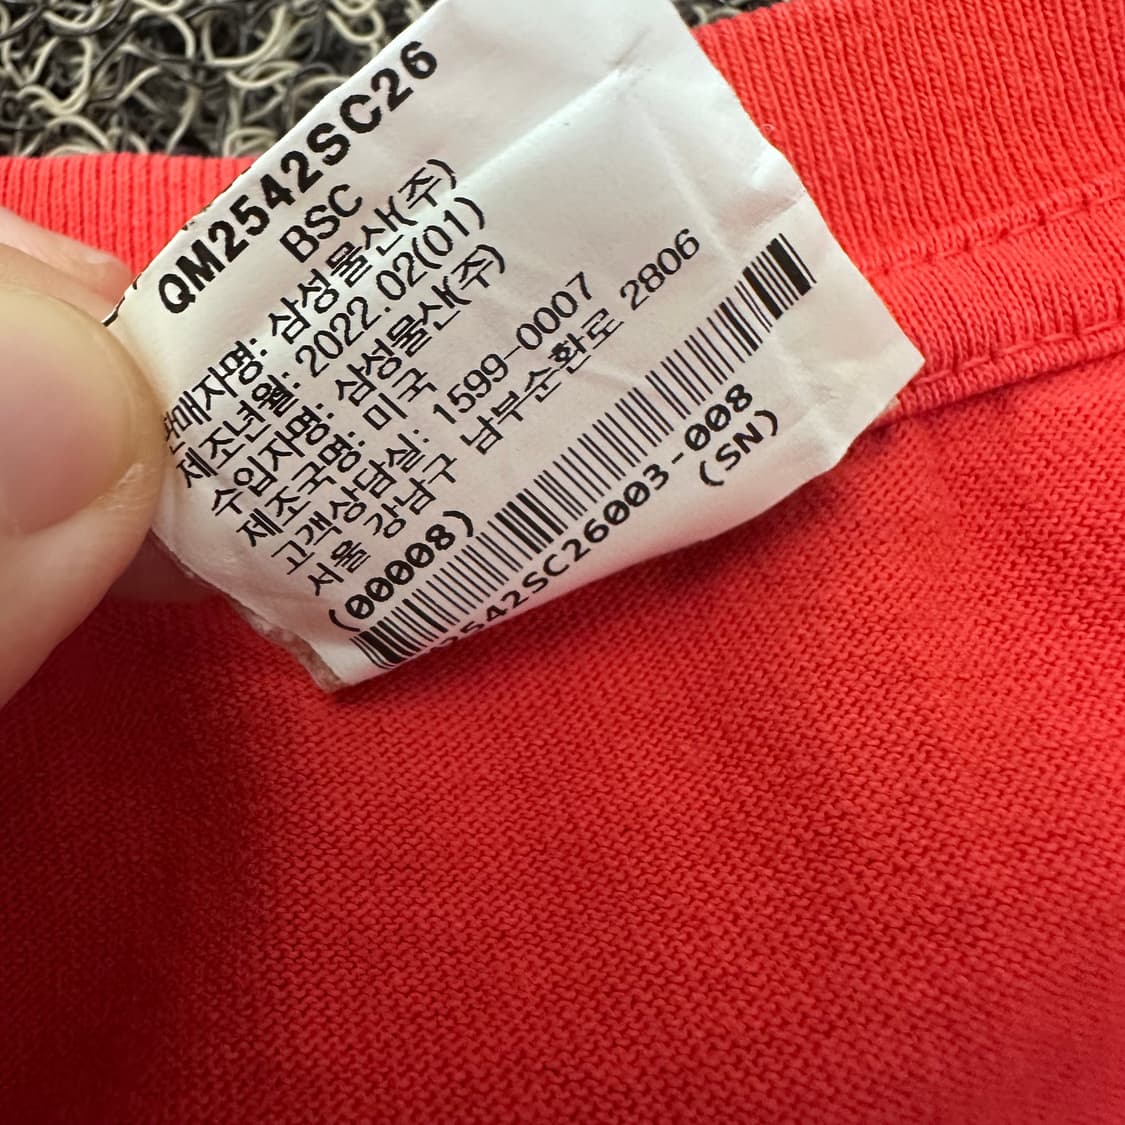 QM2542SC26
BSC
판매자명: 삼성물산(주)
제조년월: 2022.02(01)
수입자명: 삼성물산(주)
제조국명: 미국
고객상담실: 1599-0007
서울 강남구 남부순환로 2806
(00008)
2542SC26003-008
(SN)